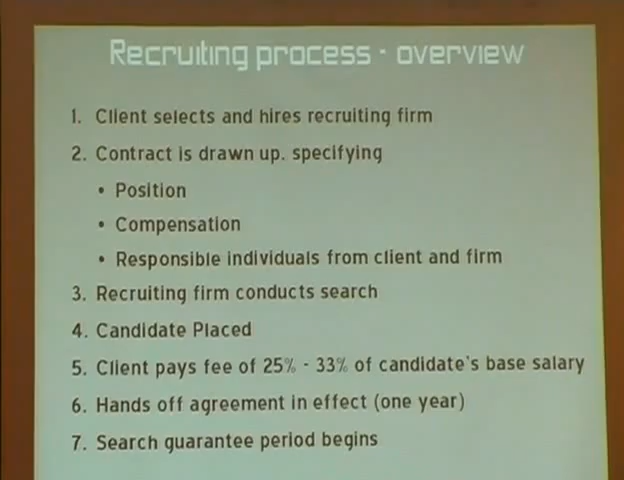 Recruiting process - overview
1. Client selects and hires recruiting firm
2. Contract is drawn up. specifying
• Position
• Compensation
• Responsible individuals from client and firm
3. Recruiting firm conducts search
4. Candidate Placed
5. Client pays fee of 25% - 33% of candidate's base salary
6. Hands off agreement in effect (one year)
7. Search guarantee period begins